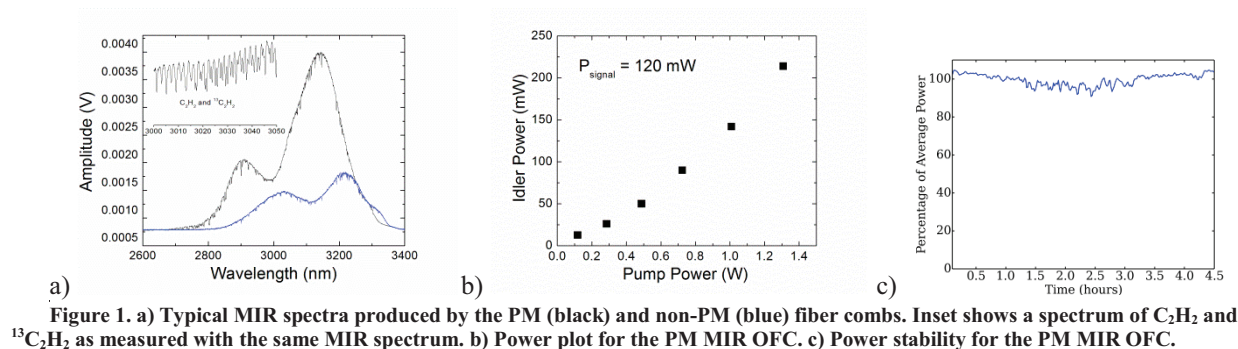 0.0040
0.0035
0.0030
0.0025
0.0020
0.0015
0.0010
0.0005
Amplitude (V)
C₂H₂ and ¹³C₂H₂
3000 3010 3020 3030 3040 3050
2600 2800 3000 3200 3400
Wavelength (nm)
a)
250
200
150
100
50
0
Idler Power (mW)
P_signal = 120 mW
0.0 0.2 0.4 0.6 0.8 1.0 1.2 1.4
Pump Power (W)
b)
100
80
60
40
20
0
Percentage of Average Power
0.5 1.0 1.5 2.0 2.5 3.0 3.5 4.0 4.5
Time (hours)
c)
Figure 1. a) Typical MIR spectra produced by the PM (black) and non-PM (blue) fiber combs. Inset shows a spectrum of C₂H₂ and
¹³C₂H₂ as measured with the same MIR spectrum. b) Power plot for the PM MIR OFC. c) Power stability for the PM MIR OFC.